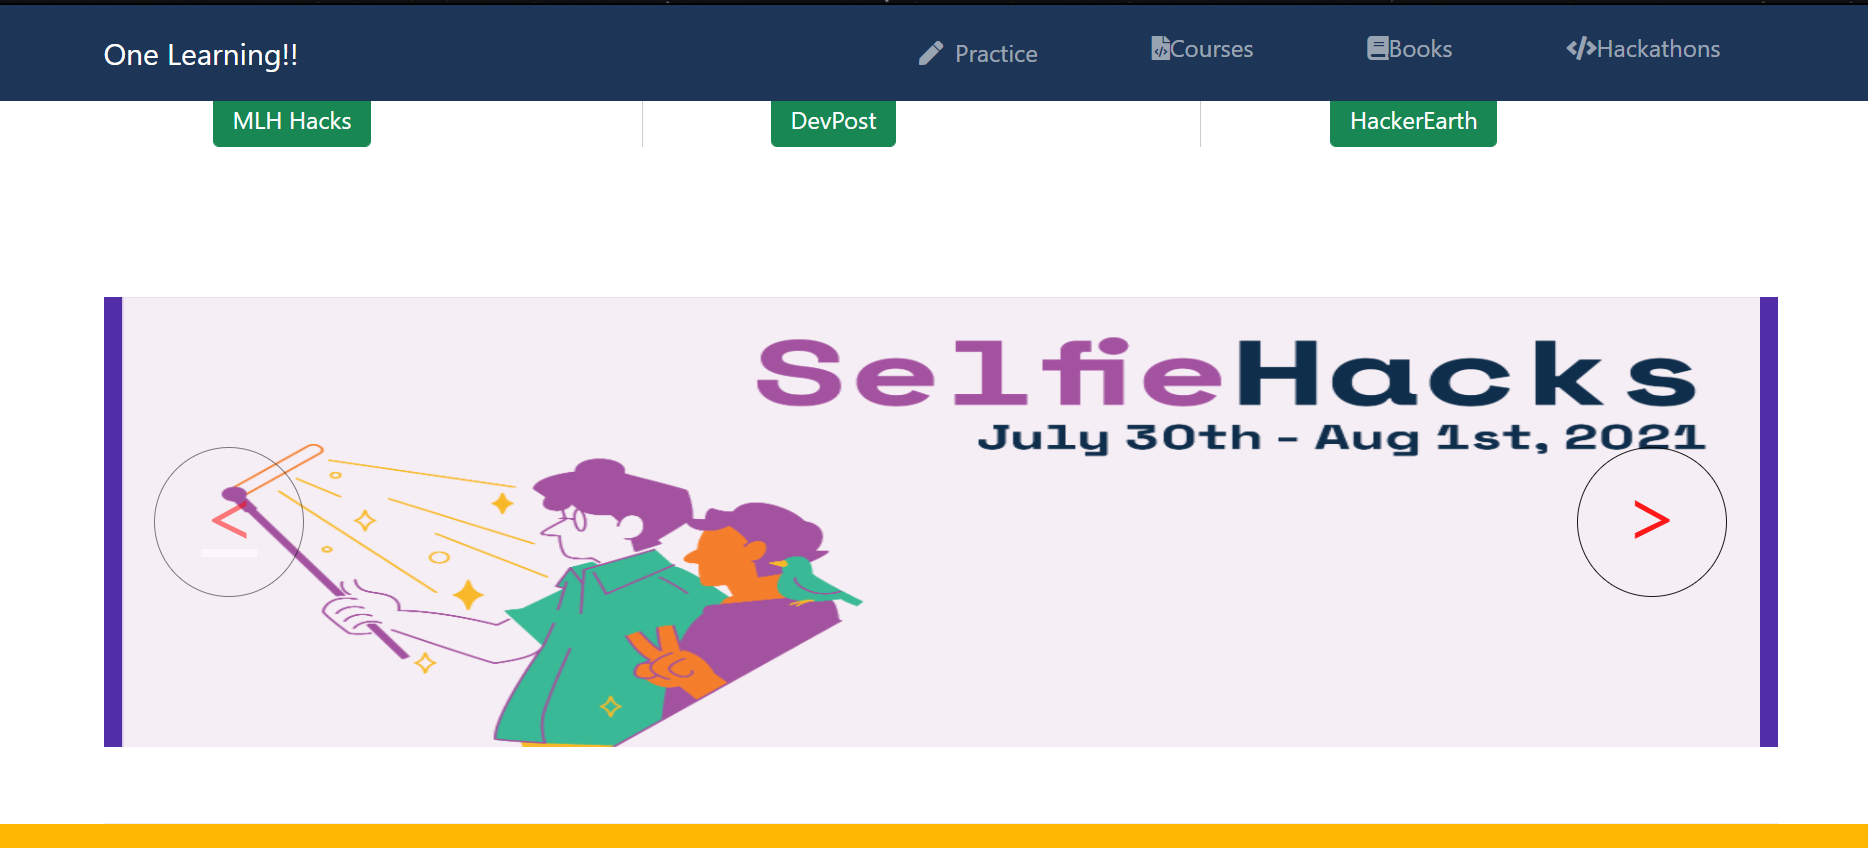 One Learning!!
Practice
Courses
Books
Hackathons
MLH Hacks
DevPost
HackerEarth
SelfieHacks
July 30th - Aug 1st, 2021
<
>